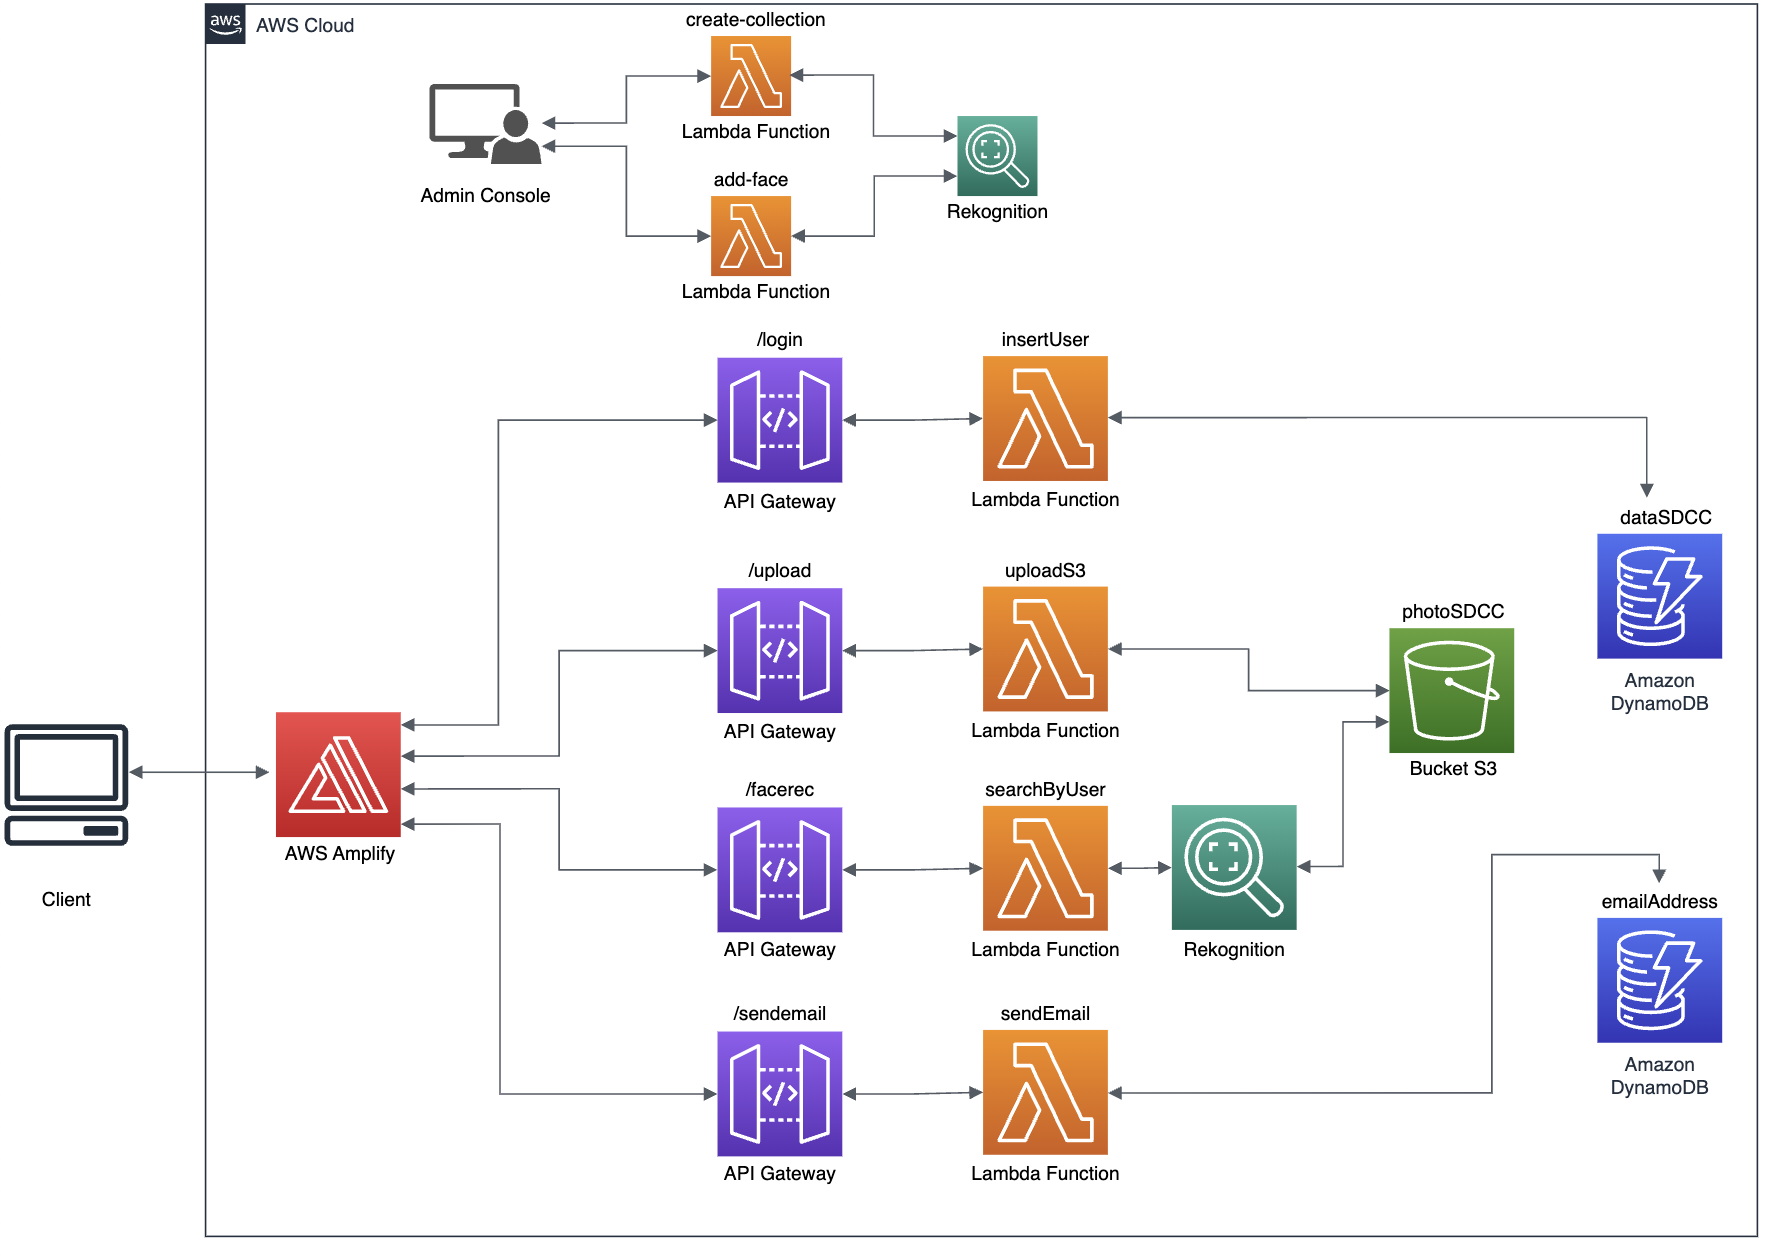 aws
AWS Cloud
create-collection
Lambda Function
Admin Console
add-face
Lambda Function
Rekognition
/login
API Gateway
insertUser
Lambda Function
dataSDCC
Amazon
DynamoDB
/upload
API Gateway
uploadS3
Lambda Function
photoSDCC
Bucket S3
Client
AWS Amplify
/facerec
</>
API Gateway
searchByUser
Lambda Function
Rekognition
emailAddress
Amazon
DynamoDB
/sendemail
API Gateway
sendEmail
Lambda Function